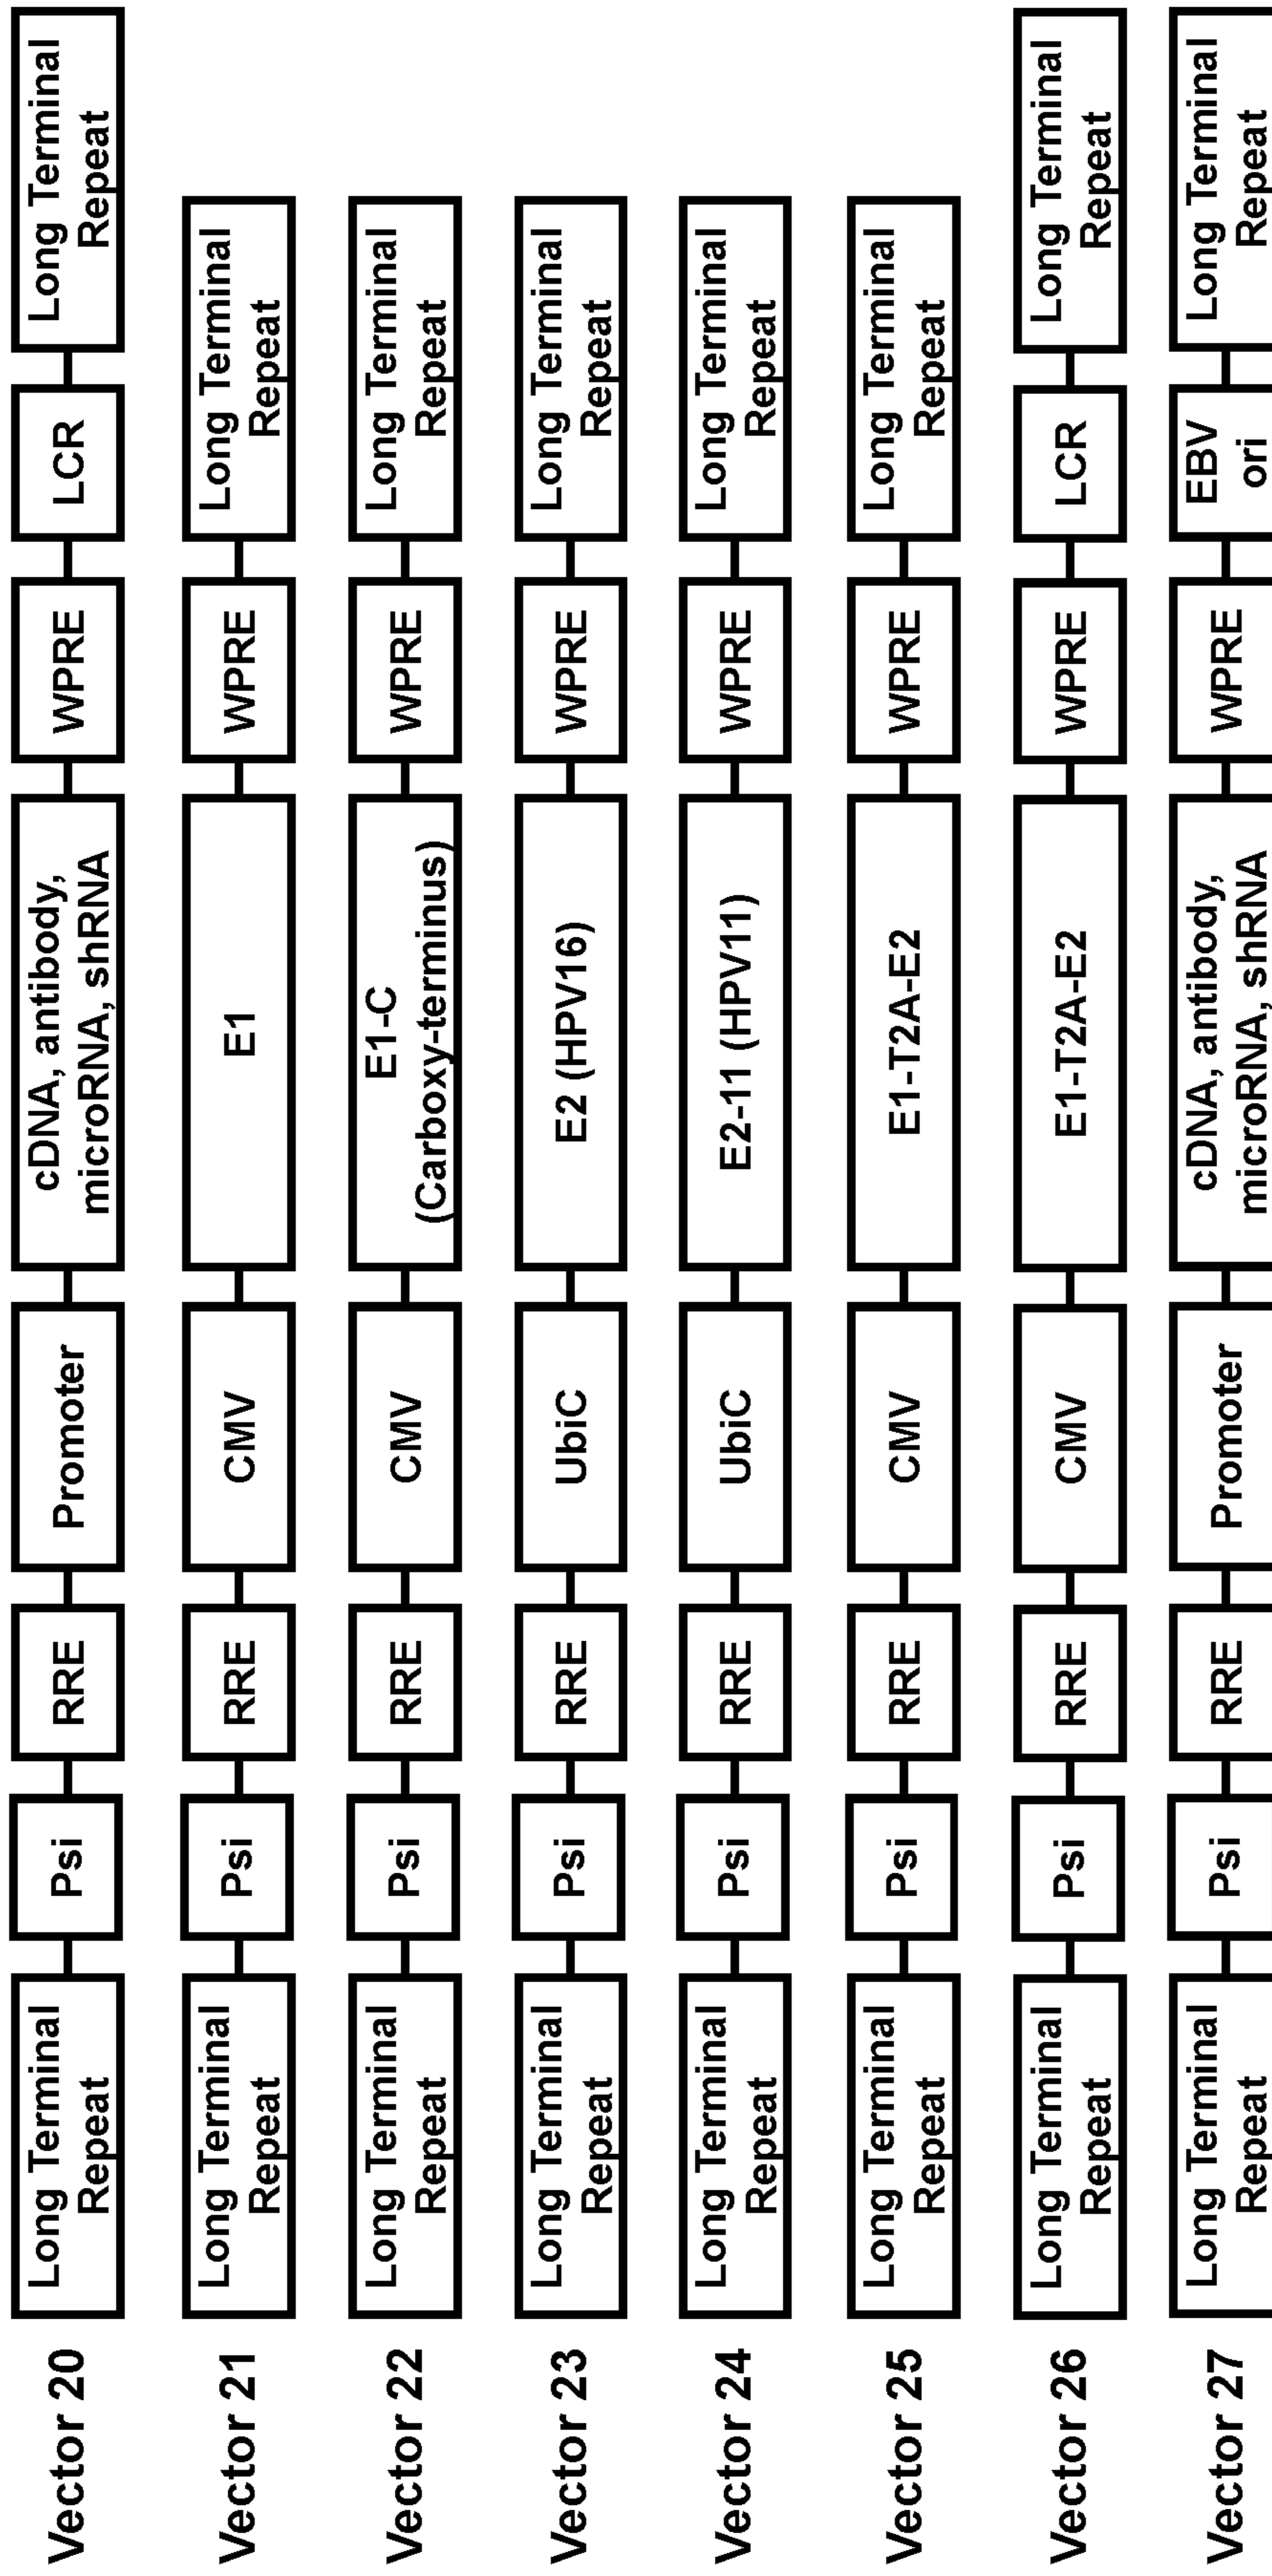 Vector 20
Long Terminal
Repeat
Psi
RRE
Promoter
cDNA, antibody,
microRNA, shRNA
WPRE
LCR
Long Terminal
Repeat
Vector 21
Long Terminal
Repeat
Psi
RRE
CMV
E1
WPRE
Long Terminal
Repeat
Vector 22
Long Terminal
Repeat
Psi
RRE
CMV
E1-C
(Carboxy-terminus)
WPRE
Long Terminal
Repeat
Vector 23
Long Terminal
Repeat
Psi
RRE
UbiC
E2 (HPV16)
WPRE
Long Terminal
Repeat
Vector 24
Long Terminal
Repeat
Psi
RRE
UbiC
E2-11 (HPV11)
WPRE
Long Terminal
Repeat
Vector 25
Long Terminal
Repeat
Psi
RRE
CMV
E1-T2A-E2
WPRE
Long Terminal
Repeat
Vector 26
Long Terminal
Repeat
Psi
RRE
CMV
E1-T2A-E2
WPRE
LCR
Long Terminal
Repeat
Vector 27
Long Terminal
Repeat
Psi
RRE
Promoter
cDNA, antibody,
microRNA, shRNA
WPRE
EBV
ori
Long Terminal
Repeat